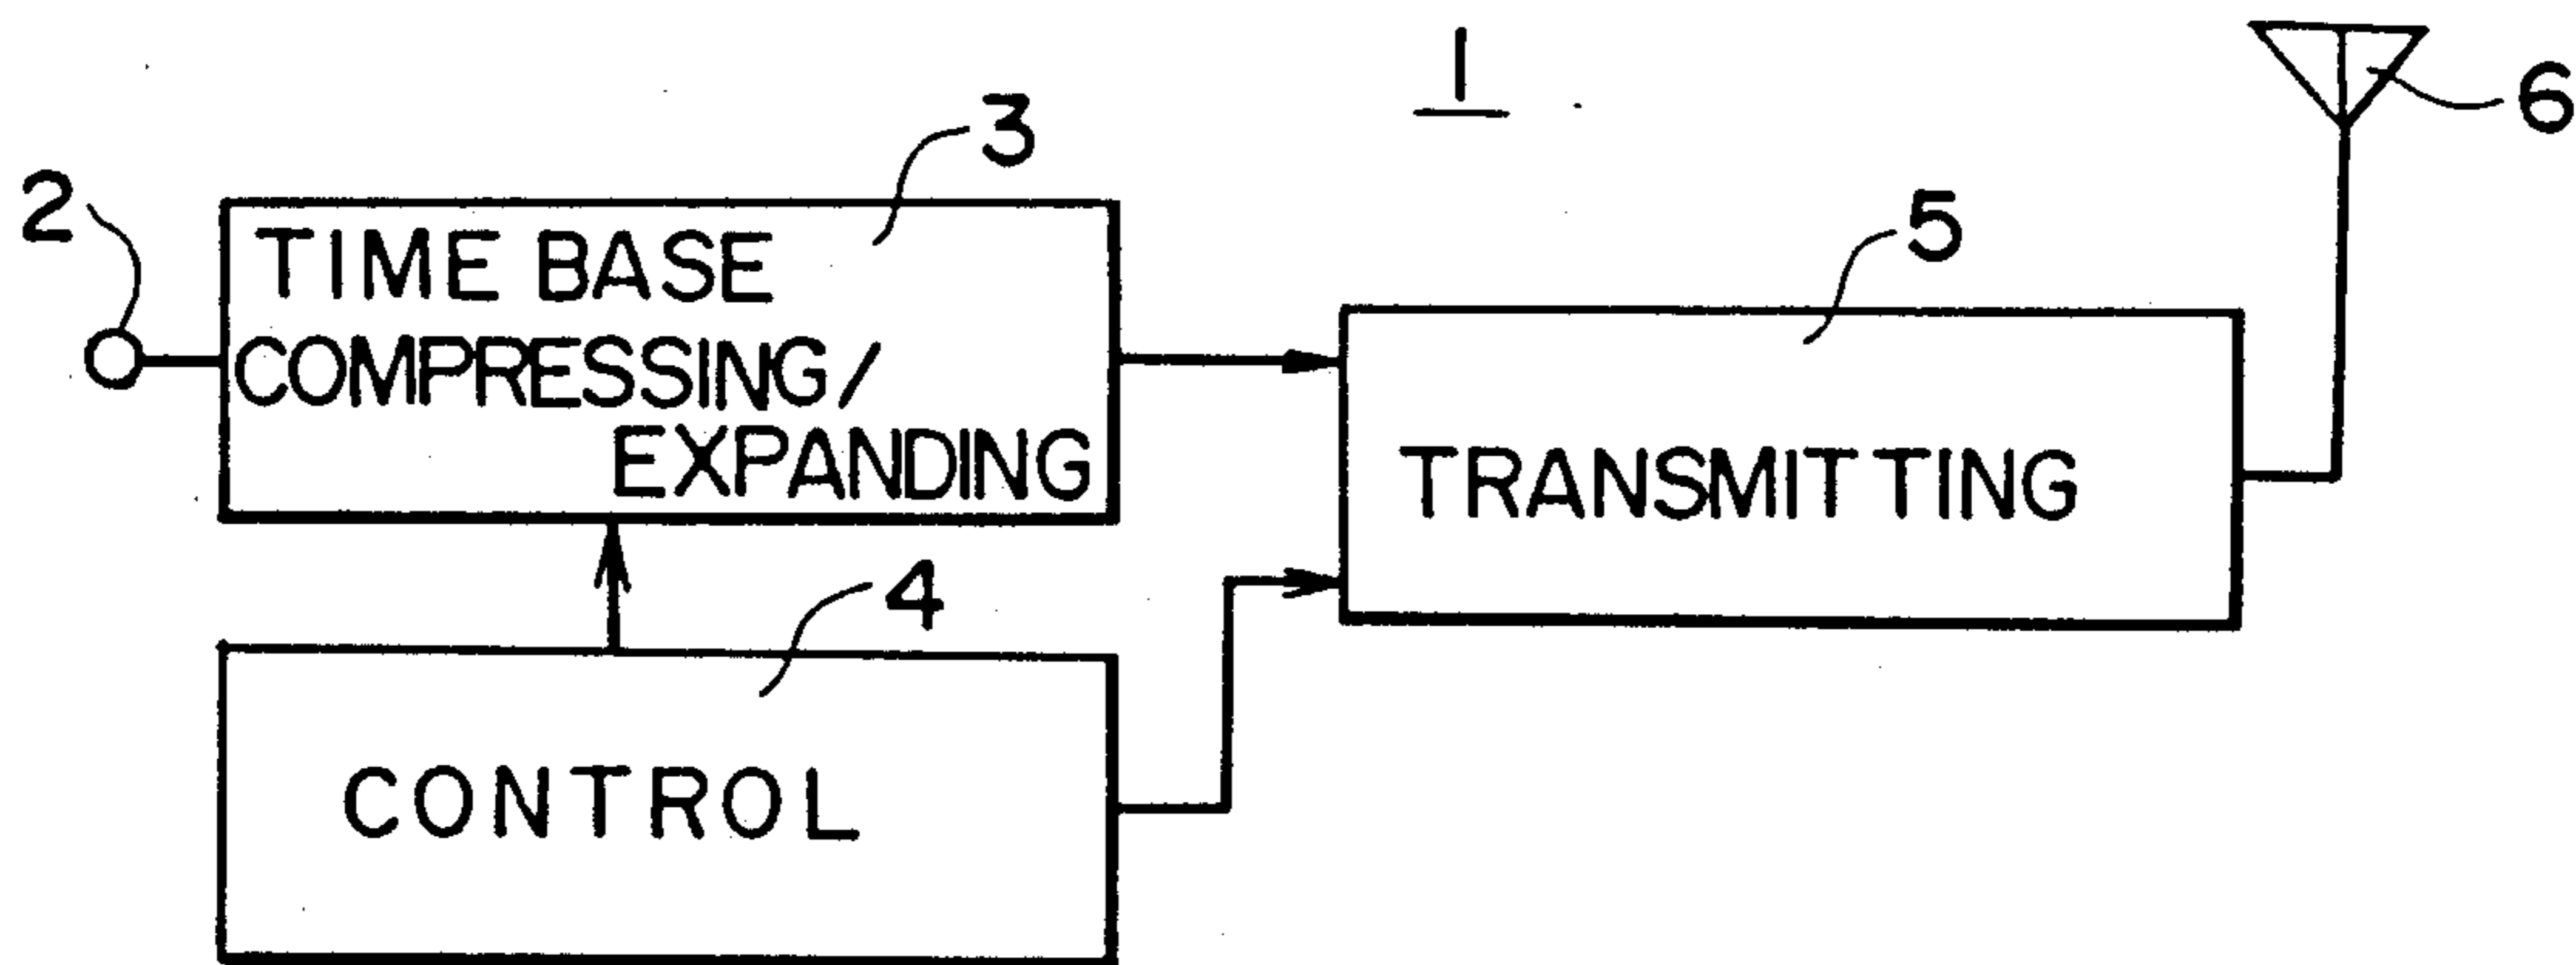 1
6
3
2
TIME BASE
COMPRESSING/
EXPANDING
5
TRANSMITTING
4
CONTROL